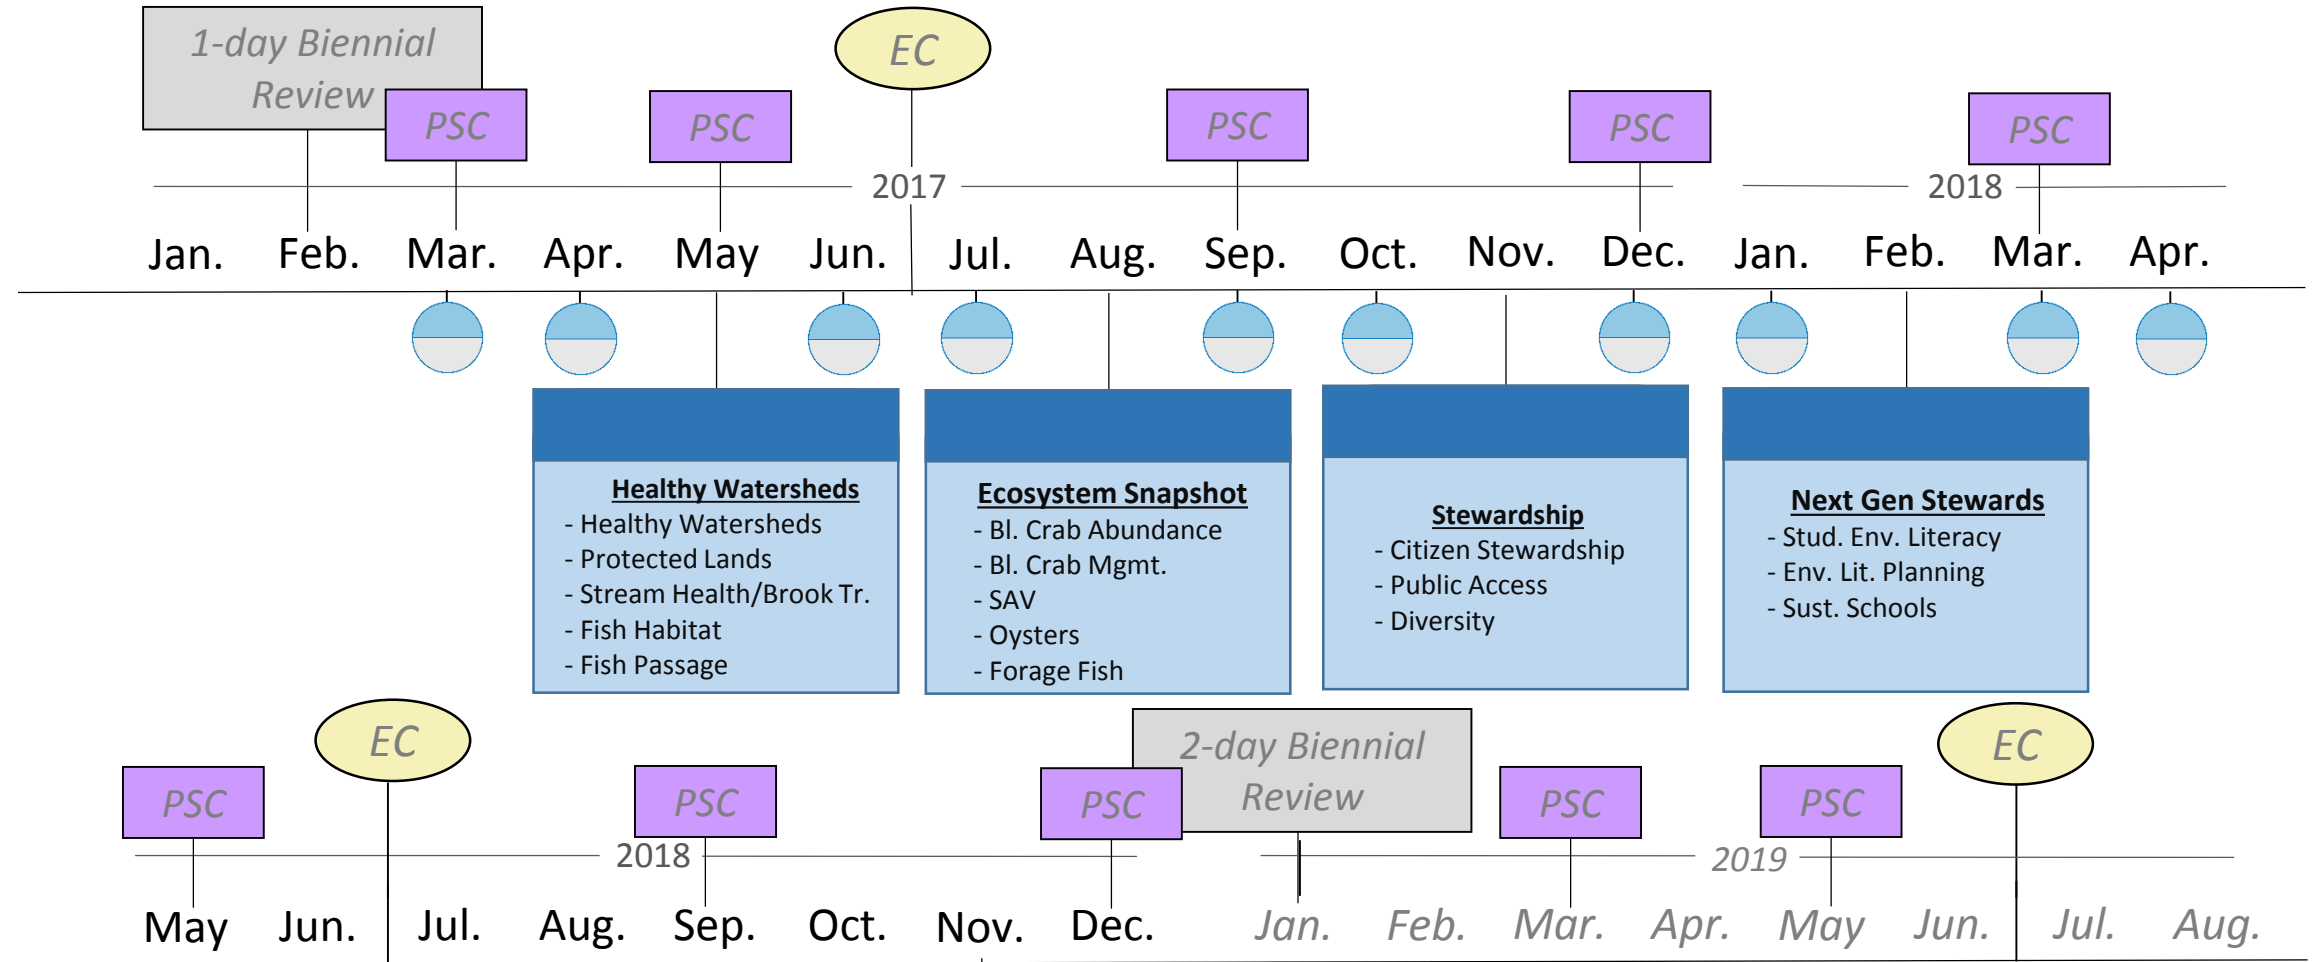 1-day Biennial
Review
EC
PSC
PSC
PSC
PSC
PSC
2017
2018
Jan. Feb. Mar. Apr. May Jun. Jul. Aug. Sep. Oct. Nov. Dec. Jan. Feb. Mar. Apr.
Healthy Watersheds
- Healthy Watersheds
- Protected Lands
- Stream Health/Brook Tr.
- Fish Habitat
- Fish Passage
Ecosystem Snapshot
- Bl. Crab Abundance
- Bl. Crab Mgmt.
- SAV
- Oysters
- Forage Fish
Stewardship
- Citizen Stewardship
- Public Access
- Diversity
Next Gen Stewards
- Stud. Env. Literacy
- Env. Lit. Planning
- Sust. Schools
EC
2-day Biennial
Review
EC
PSC
PSC
PSC
PSC
PSC
2018
2019
May Jun. Jul. Aug. Sep. Oct. Nov. Dec. Jan. Feb. Mar. Apr. May Jun. Jul. Aug.